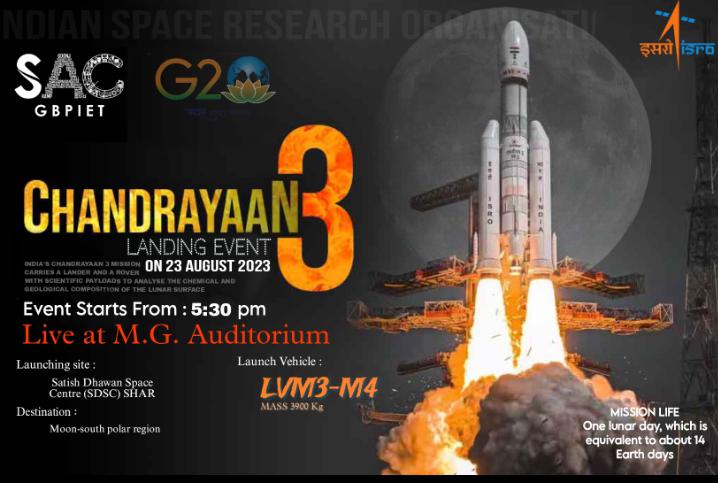 INDIAN SPACE RESEARCH ORGANISATI
इसरो isro
SAC
GBPIET
G20
CHANDRAYAAN 3
LANDING EVENT
INDIA'S CHANDRAYAAN 3 MISSION ON 23 AUGUST 2023
CARRIES A LANDER AND A ROVER
WITH SCIENTIFIC PAYLOADS TO ANALYSE THE CHEMICAL AND
GEOLOGICAL COMPOSITION OF THE LUNAR SURFACE
Event Starts From : 5:30 pm
Live at M.G. Auditorium
Launching site :
Satish Dhawan Space
Centre (SDSC) SHAR
Destination :
Moon-south polar region
Launch Vehicle :
LVM3-M4
MASS 3900 Kg
इसरो ISRO
भारत INDIA
MISSION LIFE
One lunar day, which is
equivalent to about 14
Earth days